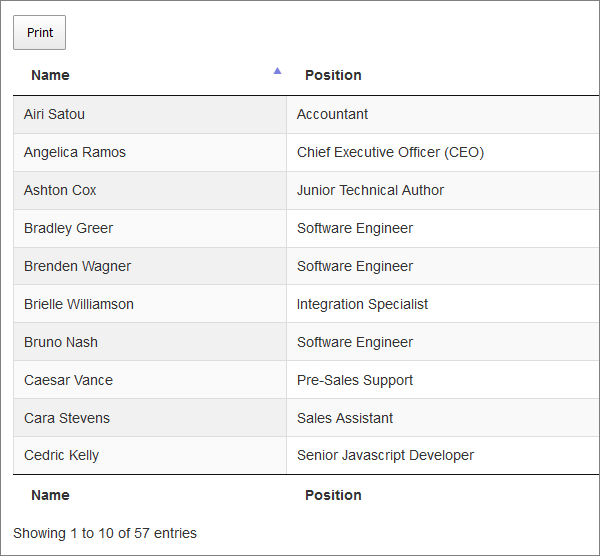 Print
Name Position
Airi Satou Accountant
Angelica Ramos Chief Executive Officer (CEO)
Ashton Cox Junior Technical Author
Bradley Greer Software Engineer
Brenden Wagner Software Engineer
Brielle Williamson Integration Specialist
Bruno Nash Software Engineer
Caesar Vance Pre-Sales Support
Cara Stevens Sales Assistant
Cedric Kelly Senior Javascript Developer
Name Position
Showing 1 to 10 of 57 entries